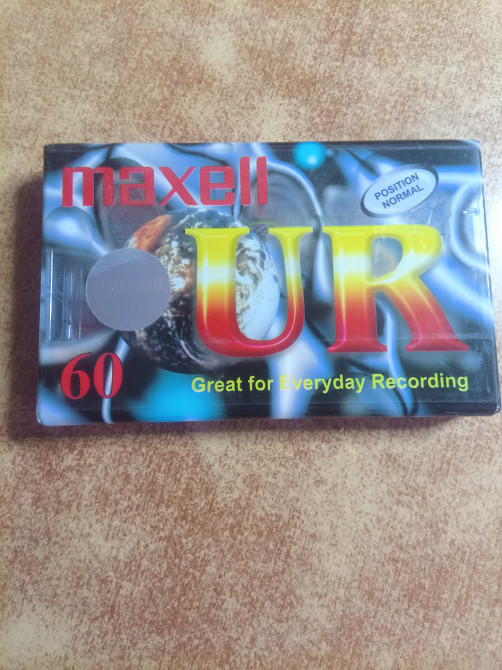 maxell
POSITION
NORMAL
UR
60
Great for Everyday Recording